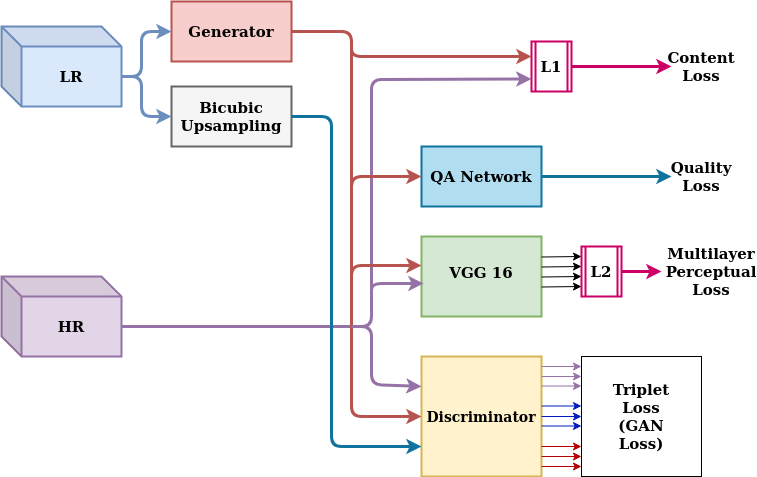 LR
Generator
Bicubic
Upsampling
L1
Content
Loss
QA Network
Quality
Loss
VGG 16
L2
Multilayer
Perceptual
Loss
HR
Discriminator
Triplet
Loss
(GAN
Loss)